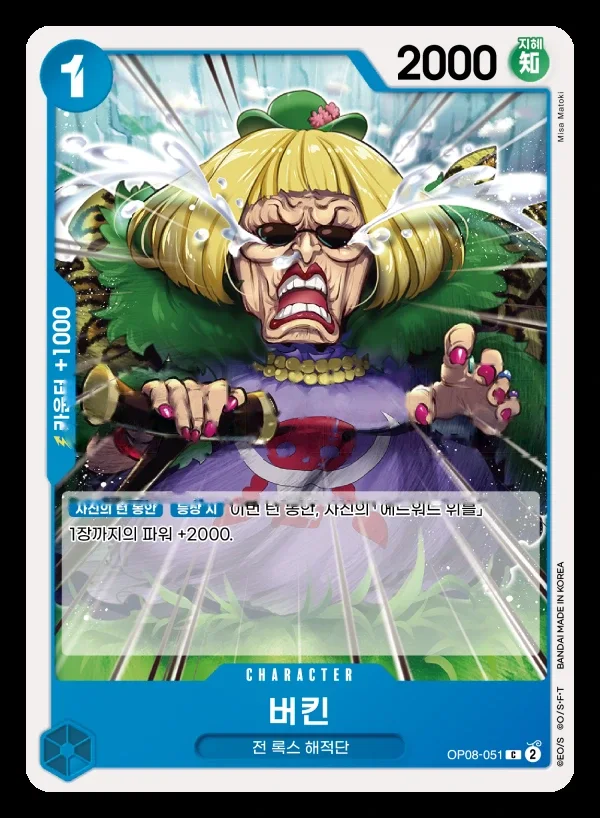 1
2000
지혜
知
Misa Matoki
카운터 +1000
자신의 턴 동안 등장 시 이번 턴 동안, 자신의 「에드워드 위블」
1장까지의 파워 +2000.
CHARACTER
버킨
전 록스 해적단
OP08-051 C 2
©EO/S ©O/S·F·T BANDAI MADE IN KOREA